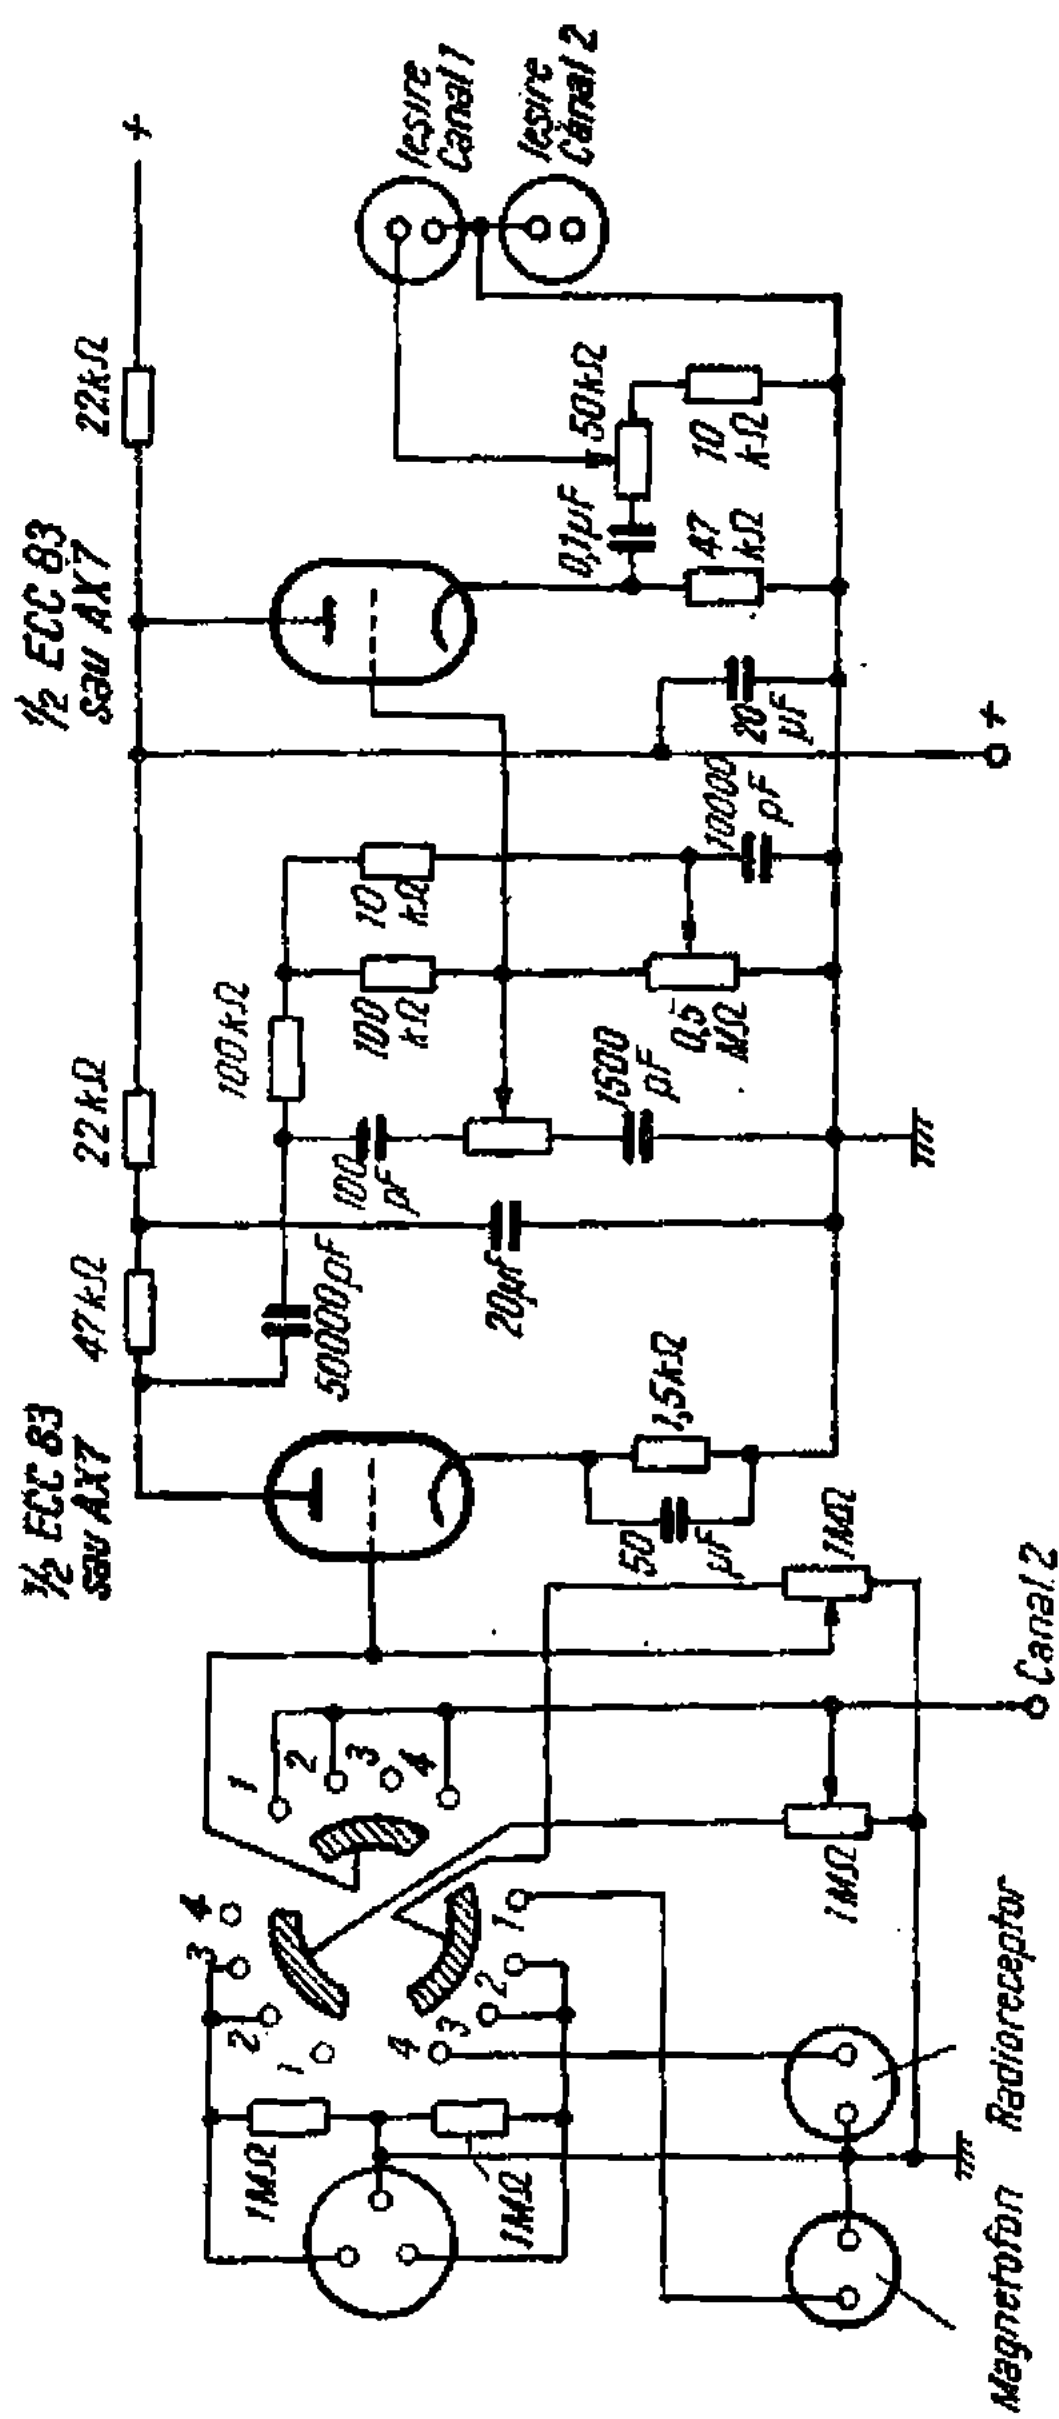 ½ ECC 83
sau AX7
47kΩ
22kΩ
½ ECC 83
sau AX7
22kΩ
+
50000pF
100kΩ
100
pF
100
kΩ
10
kΩ
20µF
1500
pF
0,5
MΩ
10000
pF
20
µF
+
0,1µF
50kΩ
47
kΩ
10
kΩ
Iesire
Canal 1
Iesire
Canal 2
50
µF
1,5kΩ
1MΩ
1MΩ
Canal 2
1
2
3
4
1
2
3
4
1
2
3
4
1MΩ
1MΩ
Magnetofon
Radioreceptor